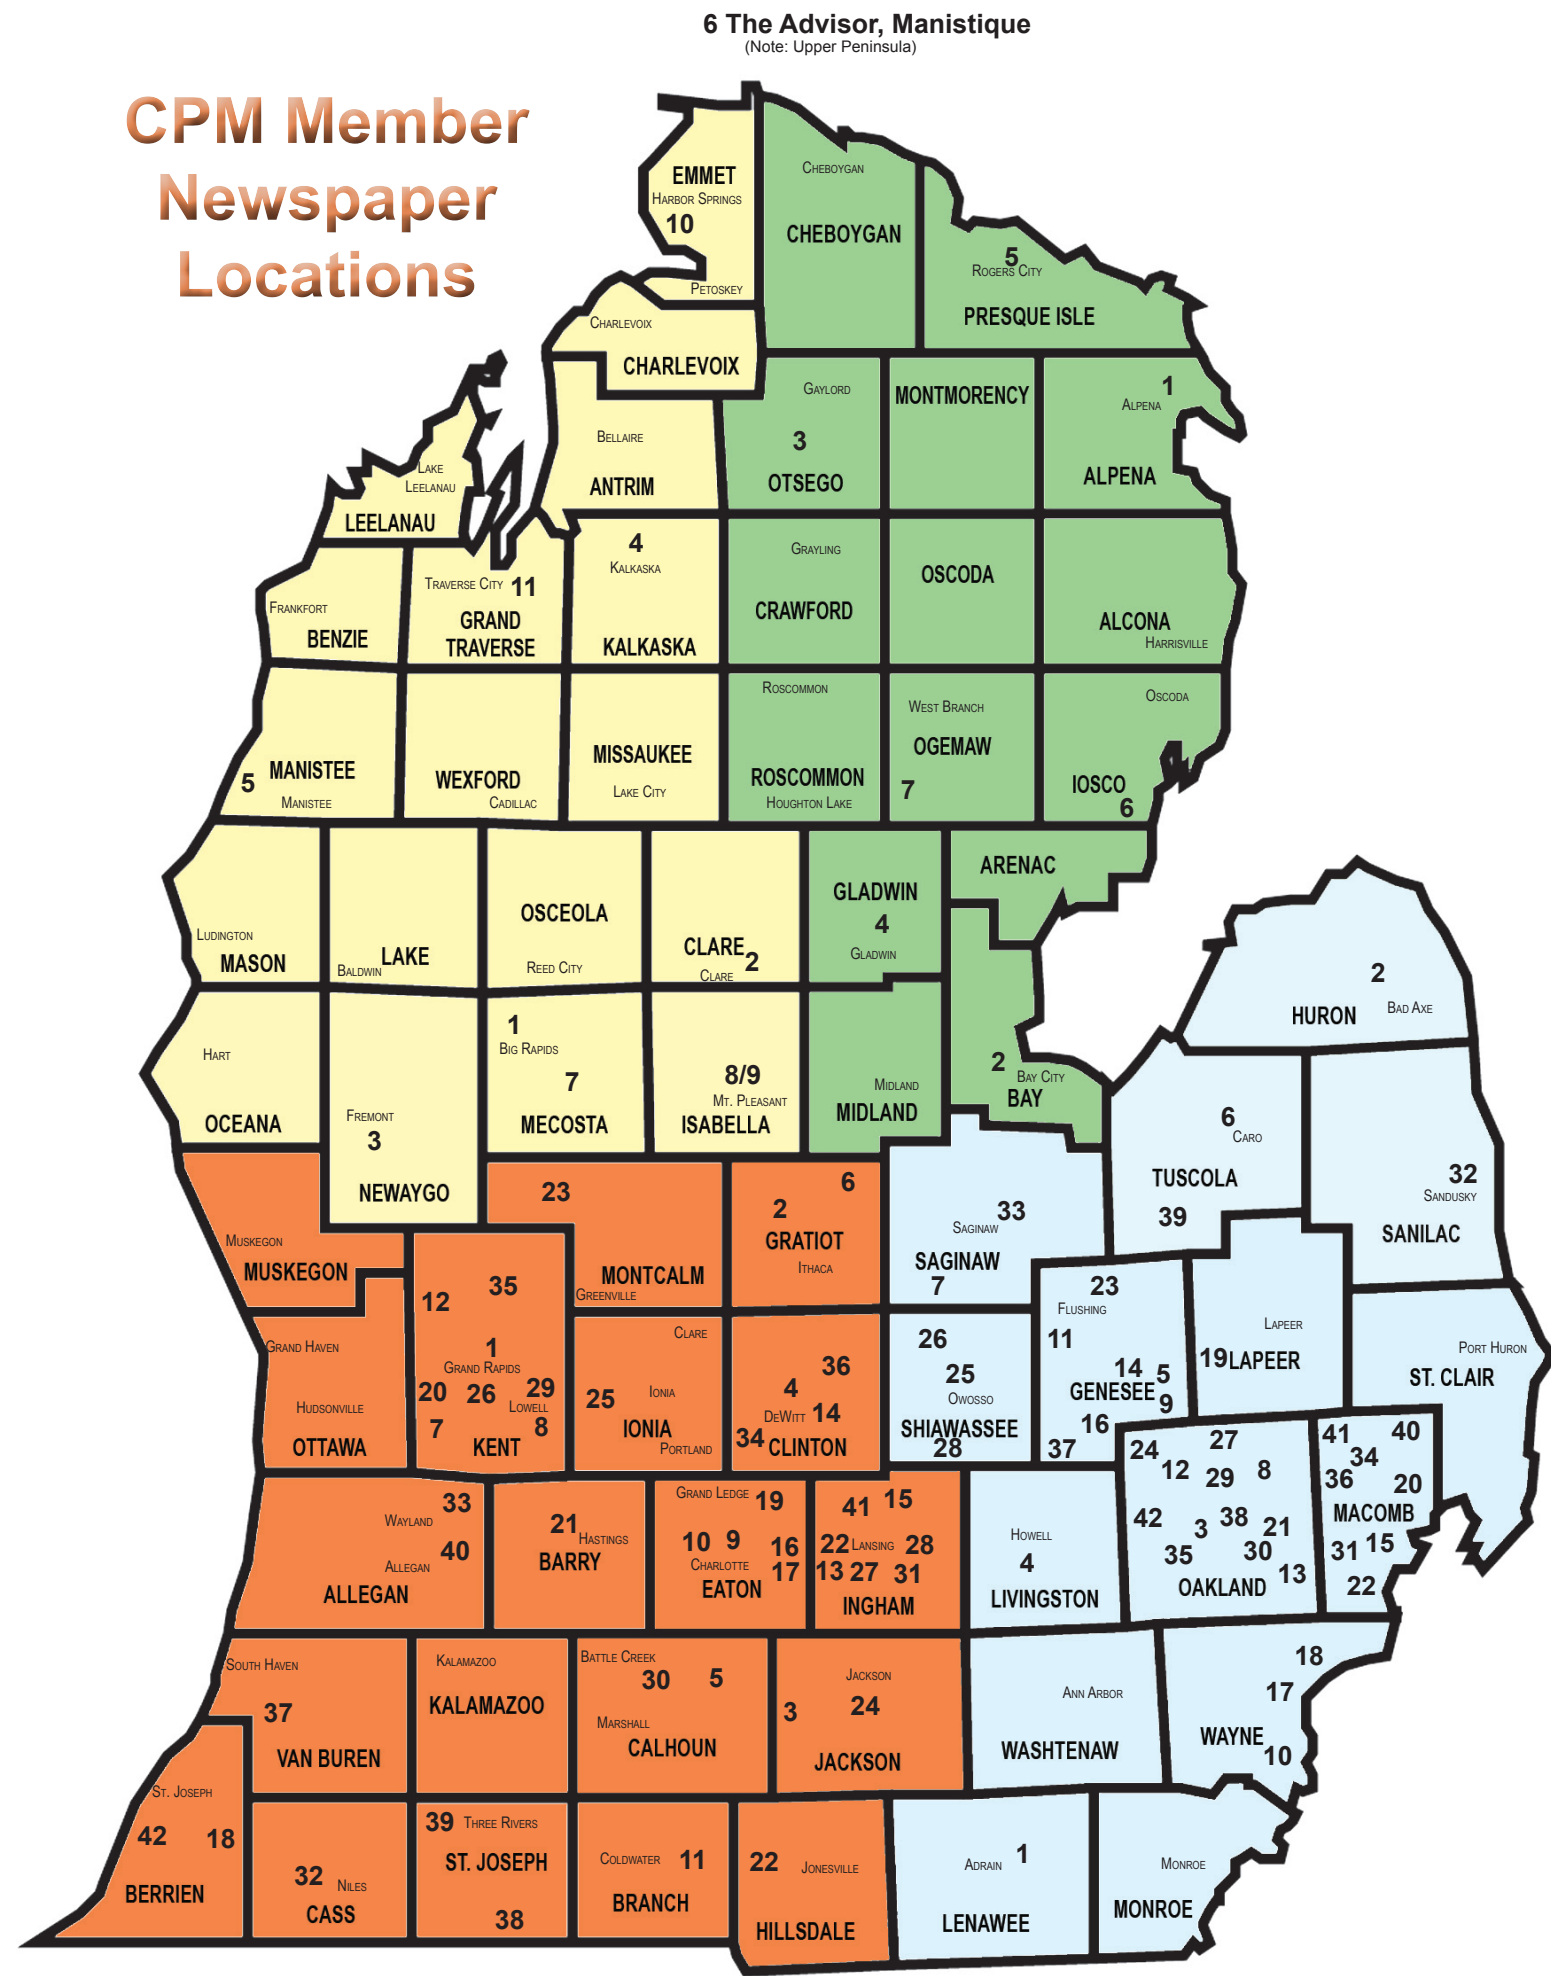 6 The Advisor, Manistique
(Note: Upper Peninsula)
CPM Member
Newspaper
Locations
EMMET
Harbor Springs
10
Petoskey
Cheboygan
CHEBOYGAN
5
Rogers City
PRESQUE ISLE
Charlevoix
CHARLEVOIX
Bellaire
ANTRIM
Gaylord
3
OTSEGO
MONTMORENCY
1
Alpena
ALPENA
Lake
Leelanau
LEELANAU
Frankfort
BENZIE
Traverse City 11
GRAND
TRAVERSE
4
Kalkaska
KALKASKA
Grayling
CRAWFORD
OSCODA
ALCONA
Harrisville
5 MANISTEE
Manistee
WEXFORD
Cadillac
MISSAUKEE
Lake City
Roscommon
ROSCOMMON
Houghton Lake
West Branch
OGEMAW
7
Oscoda
IOSCO
6
Ludington
MASON
LAKE
Baldwin
OSCEOLA
Reed City
CLARE 2
Clare
GLADWIN
4
Gladwin
ARENAC
Hart
OCEANA
Fremont
3
NEWAYGO
1
Big Rapids
7
MECOSTA
8/9
Mt. Pleasant
ISABELLA
Midland
MIDLAND
2 Bay City
BAY
2
HURON Bad Axe
6
Caro
TUSCOLA
39
32
Sandusky
SANILAC
Muskegon
MUSKEGON
23
MONTCALM
Greenville
6
2
GRATIOT
Ithaca
Saginaw 33
SAGINAW
7
Grand Haven
Hudsonville
OTTAWA
35
12
1
Grand Rapids
20 26 29
Lowell
7 8
KENT
Clare
25 Ionia
IONIA
Portland
36
4
DeWitt 14
34 CLINTON
26
25
Owosso
SHIAWASSEE
28
23
Flushing
11
14 5
GENESEE 9
16
37
Lapeer
19 LAPEER
Port Huron
ST. CLAIR
33
Wayland
40
Allegan
ALLEGAN
21 Hastings
BARRY
Grand Ledge 19
10 9 16
Charlotte 17
EATON
41 15
22 Lansing 28
13 27 31
INGHAM
Howell
4
LIVINGSTON
27
24
12 29 8
42 3 38 21
35 30
13
OAKLAND
41 40
34
36 20
MACOMB
31 15
22
South Haven
37
VAN BUREN
Kalamazoo
KALAMAZOO
Battle Creek
30 5
Marshall
CALHOUN
Jackson
3 24
JACKSON
Ann Arbor
WASHTENAW
18
17
WAYNE
10
St. Joseph
42 18
BERRIEN
32 Niles
CASS
39 Three Rivers
ST. JOSEPH
38
Coldwater 11
BRANCH
22 Jonesville
HILLSDALE
Adrain 1
LENAWEE
Monroe
MONROE